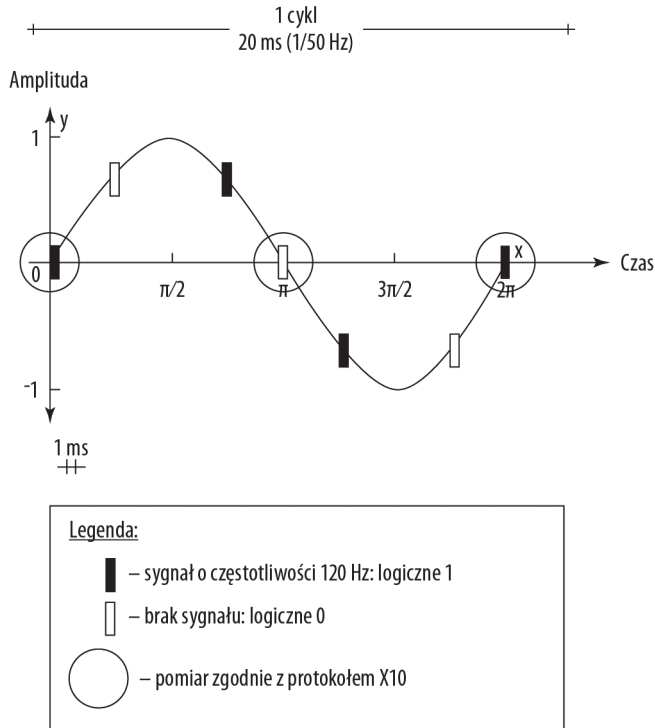 1 cykl
20 ms (1/50 Hz)
Amplituda
y
1
0
π/2
π
3π/2
2π
x
Czas
-1
1 ms
Legenda:
– sygnał o częstotliwości 120 Hz: logiczne 1
– brak sygnału: logiczne 0
– pomiar zgodnie z protokołem X10